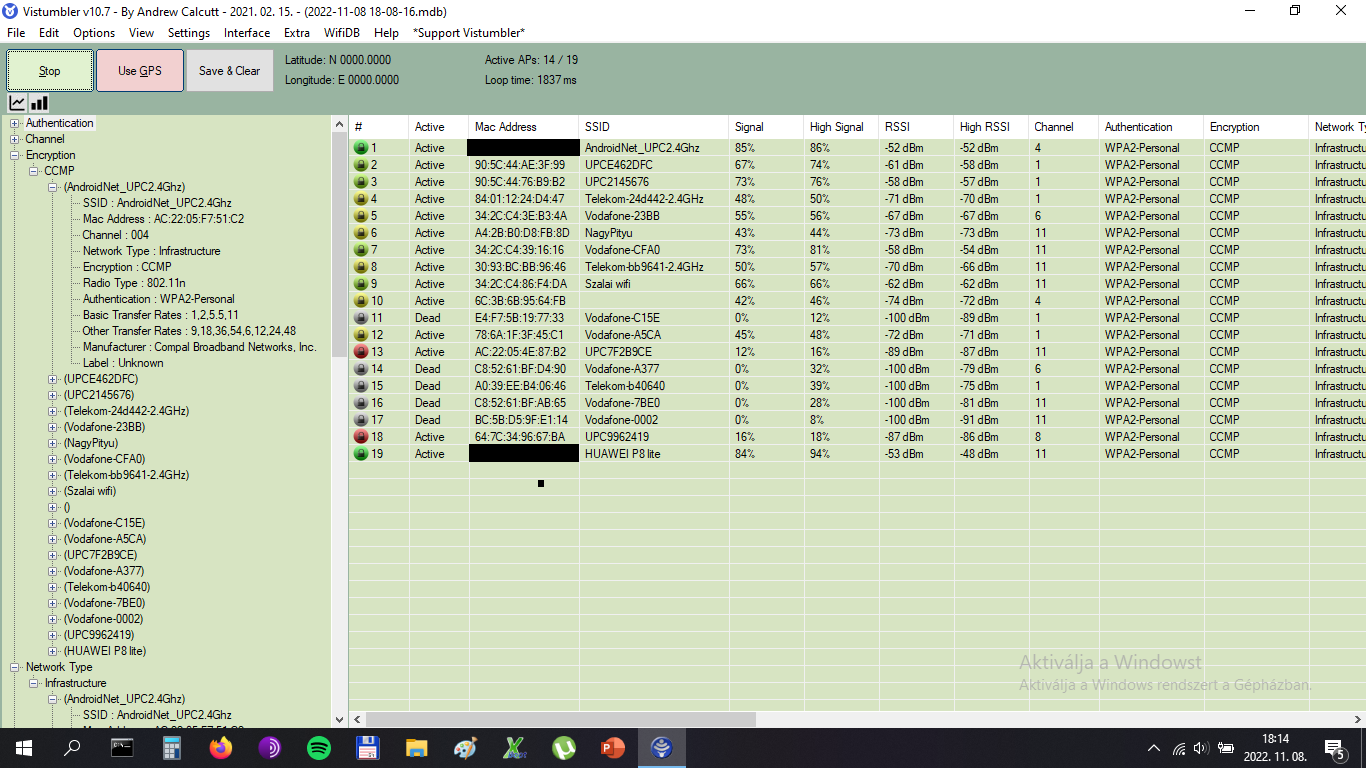 Vistumbler v10.7 - By Andrew Calcutt - 2021. 02. 15. - (2022-11-08 18-08-16.mdb)
File Edit Options View Settings Interface Extra WifiDB Help *Support Vistumbler*
Stop Use GPS Save & Clear
Latitude: N 0000.0000 Active APs: 14 / 19
Longitude: E 0000.0000 Loop time: 1837 ms
Authentication
Channel
Encryption
CCMP
(AndroidNet_UPC2.4Ghz)
SSID : AndroidNet_UPC2.4Ghz
Mac Address : AC:22:05:F7:51:C2
Channel : 004
Network Type : Infrastructure
Encryption : CCMP
Radio Type : 802.11n
Authentication : WPA2-Personal
Basic Transfer Rates : 1,2,5.5,11
Other Transfer Rates : 9,18,36,54,6,12,24,48
Manufacturer : Compal Broadband Networks, Inc.
Label : Unknown
(UPCE462DFC)
(UPC2145676)
(Telekom-24d442-2.4GHz)
(Vodafone-23BB)
(NagyPityu)
(Vodafone-CFA0)
(Telekom-bb9641-2.4GHz)
(Szalai wifi)
()
(Vodafone-C15E)
(Vodafone-A5CA)
(UPC7F2B9CE)
(Vodafone-A377)
(Telekom-b40640)
(Vodafone-7BE0)
(Vodafone-0002)
(UPC9962419)
(HUAWEI P8 lite)
Network Type
Infrastructure
(AndroidNet_UPC2.4Ghz)
SSID : AndroidNet_UPC2.4Ghz
# Active Mac Address SSID Signal High Signal RSSI High RSSI Channel Authentication Encryption Network Ty
1 Active AndroidNet_UPC2.4Ghz 85% 86% -52 dBm -52 dBm 4 WPA2-Personal CCMP Infrastructu
2 Active 90:5C:44:AE:3F:99 UPCE462DFC 67% 74% -61 dBm -58 dBm 1 WPA2-Personal CCMP Infrastructu
3 Active 90:5C:44:76:B9:B2 UPC2145676 73% 76% -58 dBm -57 dBm 1 WPA2-Personal CCMP Infrastructu
4 Active 84:01:12:24:D4:47 Telekom-24d442-2.4GHz 48% 50% -71 dBm -70 dBm 1 WPA2-Personal CCMP Infrastructu
5 Active 34:2C:C4:3E:B3:4A Vodafone-23BB 55% 56% -67 dBm -67 dBm 6 WPA2-Personal CCMP Infrastructu
6 Active A4:2B:B0:D8:FB:8D NagyPityu 43% 44% -73 dBm -73 dBm 11 WPA2-Personal CCMP Infrastructu
7 Active 34:2C:C4:39:16:16 Vodafone-CFA0 73% 81% -58 dBm -54 dBm 11 WPA2-Personal CCMP Infrastructu
8 Active 30:93:BC:BB:96:46 Telekom-bb9641-2.4GHz 50% 57% -70 dBm -66 dBm 11 WPA2-Personal CCMP Infrastructu
9 Active 34:2C:C4:86:F4:DA Szalai wifi 66% 66% -62 dBm -62 dBm 11 WPA2-Personal CCMP Infrastructu
10 Active 6C:3B:6B:95:64:FB 42% 46% -74 dBm -72 dBm 4 WPA2-Personal CCMP Infrastructu
11 Dead E4:F7:5B:19:77:33 Vodafone-C15E 0% 12% -100 dBm -89 dBm 1 WPA2-Personal CCMP Infrastructu
12 Active 78:6A:1F:3F:45:C1 Vodafone-A5CA 45% 48% -72 dBm -71 dBm 1 WPA2-Personal CCMP Infrastructu
13 Active AC:22:05:4E:87:B2 UPC7F2B9CE 12% 16% -89 dBm -87 dBm 11 WPA2-Personal CCMP Infrastructu
14 Dead C8:52:61:BF:D4:90 Vodafone-A377 0% 32% -100 dBm -79 dBm 6 WPA2-Personal CCMP Infrastructu
15 Dead A0:39:EE:B4:06:46 Telekom-b40640 0% 39% -100 dBm -75 dBm 1 WPA2-Personal CCMP Infrastructu
16 Dead C8:52:61:BF:AB:65 Vodafone-7BE0 0% 28% -100 dBm -81 dBm 11 WPA2-Personal CCMP Infrastructu
17 Dead BC:5B:D5:9F:E1:14 Vodafone-0002 0% 8% -100 dBm -91 dBm 11 WPA2-Personal CCMP Infrastructu
18 Active 64:7C:34:96:67:BA UPC9962419 16% 18% -87 dBm -86 dBm 8 WPA2-Personal CCMP Infrastructu
19 Active HUAWEI P8 lite 84% 94% -53 dBm -48 dBm 11 WPA2-Personal CCMP Infrastructu
Aktiválja a Windowst
Aktiválja a Windows rendszert a Gépházban.
18:14
2022. 11. 08.
5